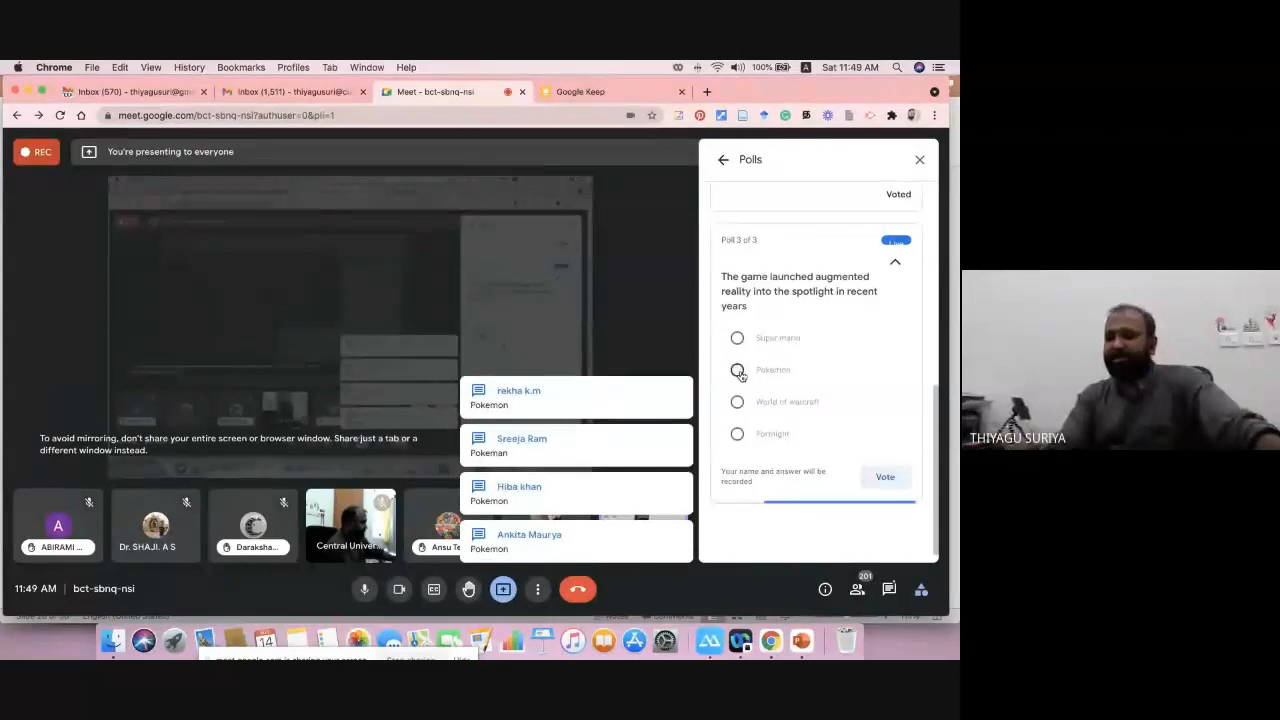 Chrome File Edit View History Bookmarks Profiles Tab Window Help 100% Sat 11:49 AM
Inbox (570) - thiyagusuri@gm
Inbox (1,511) - thiyagusuri@cu
Meet - bct-sbnq-nsi
Google Keep
meet.google.com/bct-sbnq-nsi?authuser=0&pli=1
REC
You're presenting to everyone
Polls
Voted
Poll 3 of 3
Live
The game launched augmented
reality into the spotlight in recent
years
Super mario
Pokemon
World of warcraft
Fortnight
Your name and answer will be
recorded
Vote
rekha k.m
Pokemon
Sreeja Ram
Pokeman
Hiba khan
Pokemon
Ankita Maurya
Pokemon
To avoid mirroring, don't share your entire screen or browser window. Share just a tab or a
different window instead.
ABIRAMI ...
Dr. SHAJI. A S
Daraksha...
Central Univer...
Ansu Te
11:49 AM | bct-sbnq-nsi
201
THIYAGU SURIYA